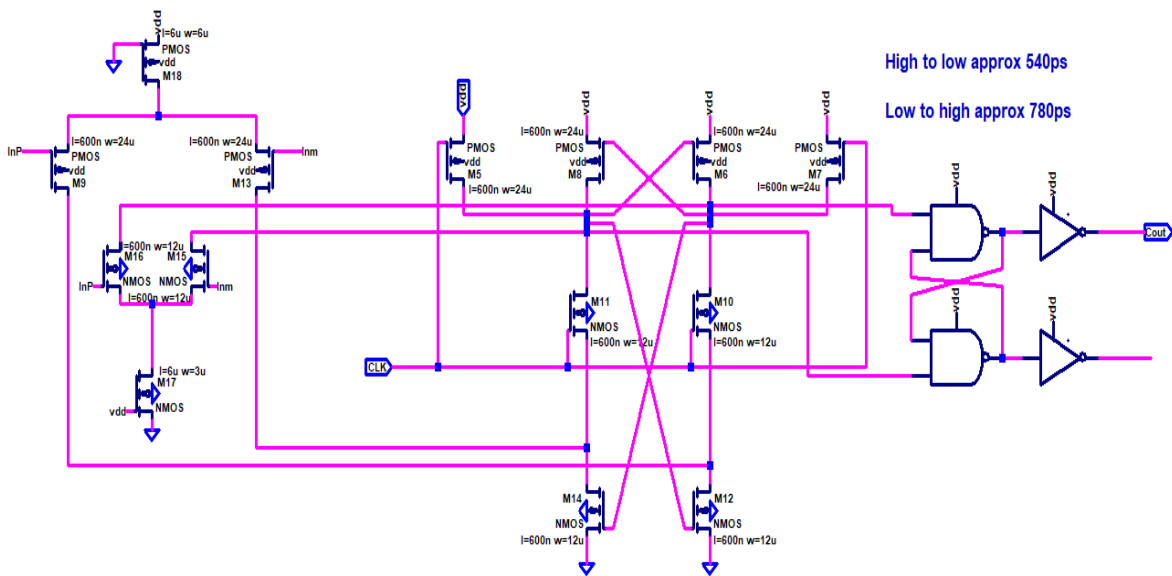 vdd
l=6u w=6u
PMOS
vdd
M18
l=600n w=24u
InP
PMOS
vdd
M9
l=600n w=24u
PMOS
vdd
M13
Inm
l=600n w=12u
M16
NMOS
InP
M15
NMOS
Inm
l=600n w=12u
l=6u w=3u
M17
vdd
NMOS
vdd
PMOS
vdd
M5
l=600n w=24u
vdd
l=600n w=24u
PMOS
vdd
M8
vdd
l=600n w=24u
PMOS
vdd
M6
vdd
PMOS
vdd
M7
l=600n w=24u
M11
NMOS
l=600n w=12u
M10
NMOS
l=600n w=12u
CLK
M14
NMOS
l=600n w=12u
M12
NMOS
l=600n w=12u
High to low approx 540ps
Low to high approx 780ps
vdd
vdd
Cout
vdd
vdd